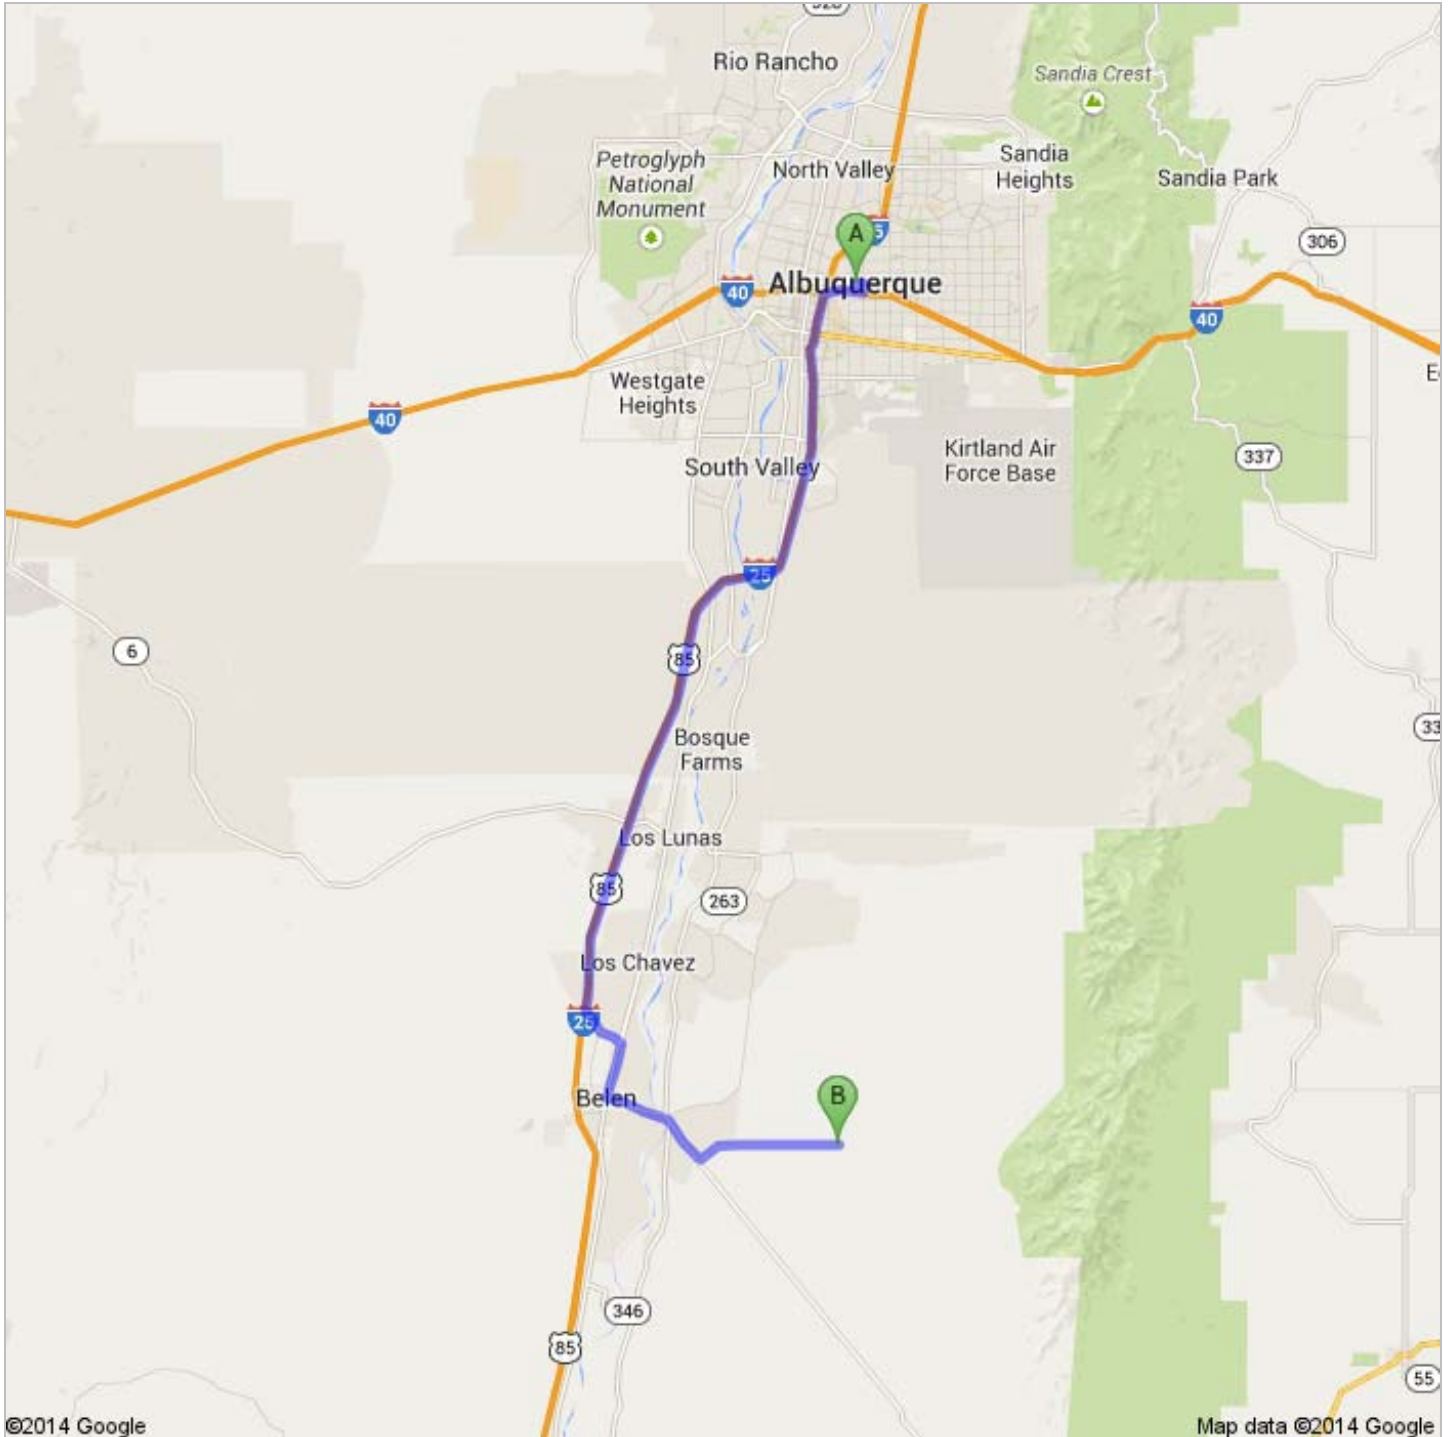 528
Rio Rancho
Sandia Crest
Petroglyph
National
Monument
North Valley
Sandia
Heights
Sandia Park
A
306
40
Albuquerque
40
Westgate
Heights
40
South Valley
Kirtland Air
Force Base
337
25
6
85
Bosque
Farms
33
Los Lunas
85
263
Los Chavez
25
Belen
B
346
85
55
©2014 Google
Map data ©2014 Google